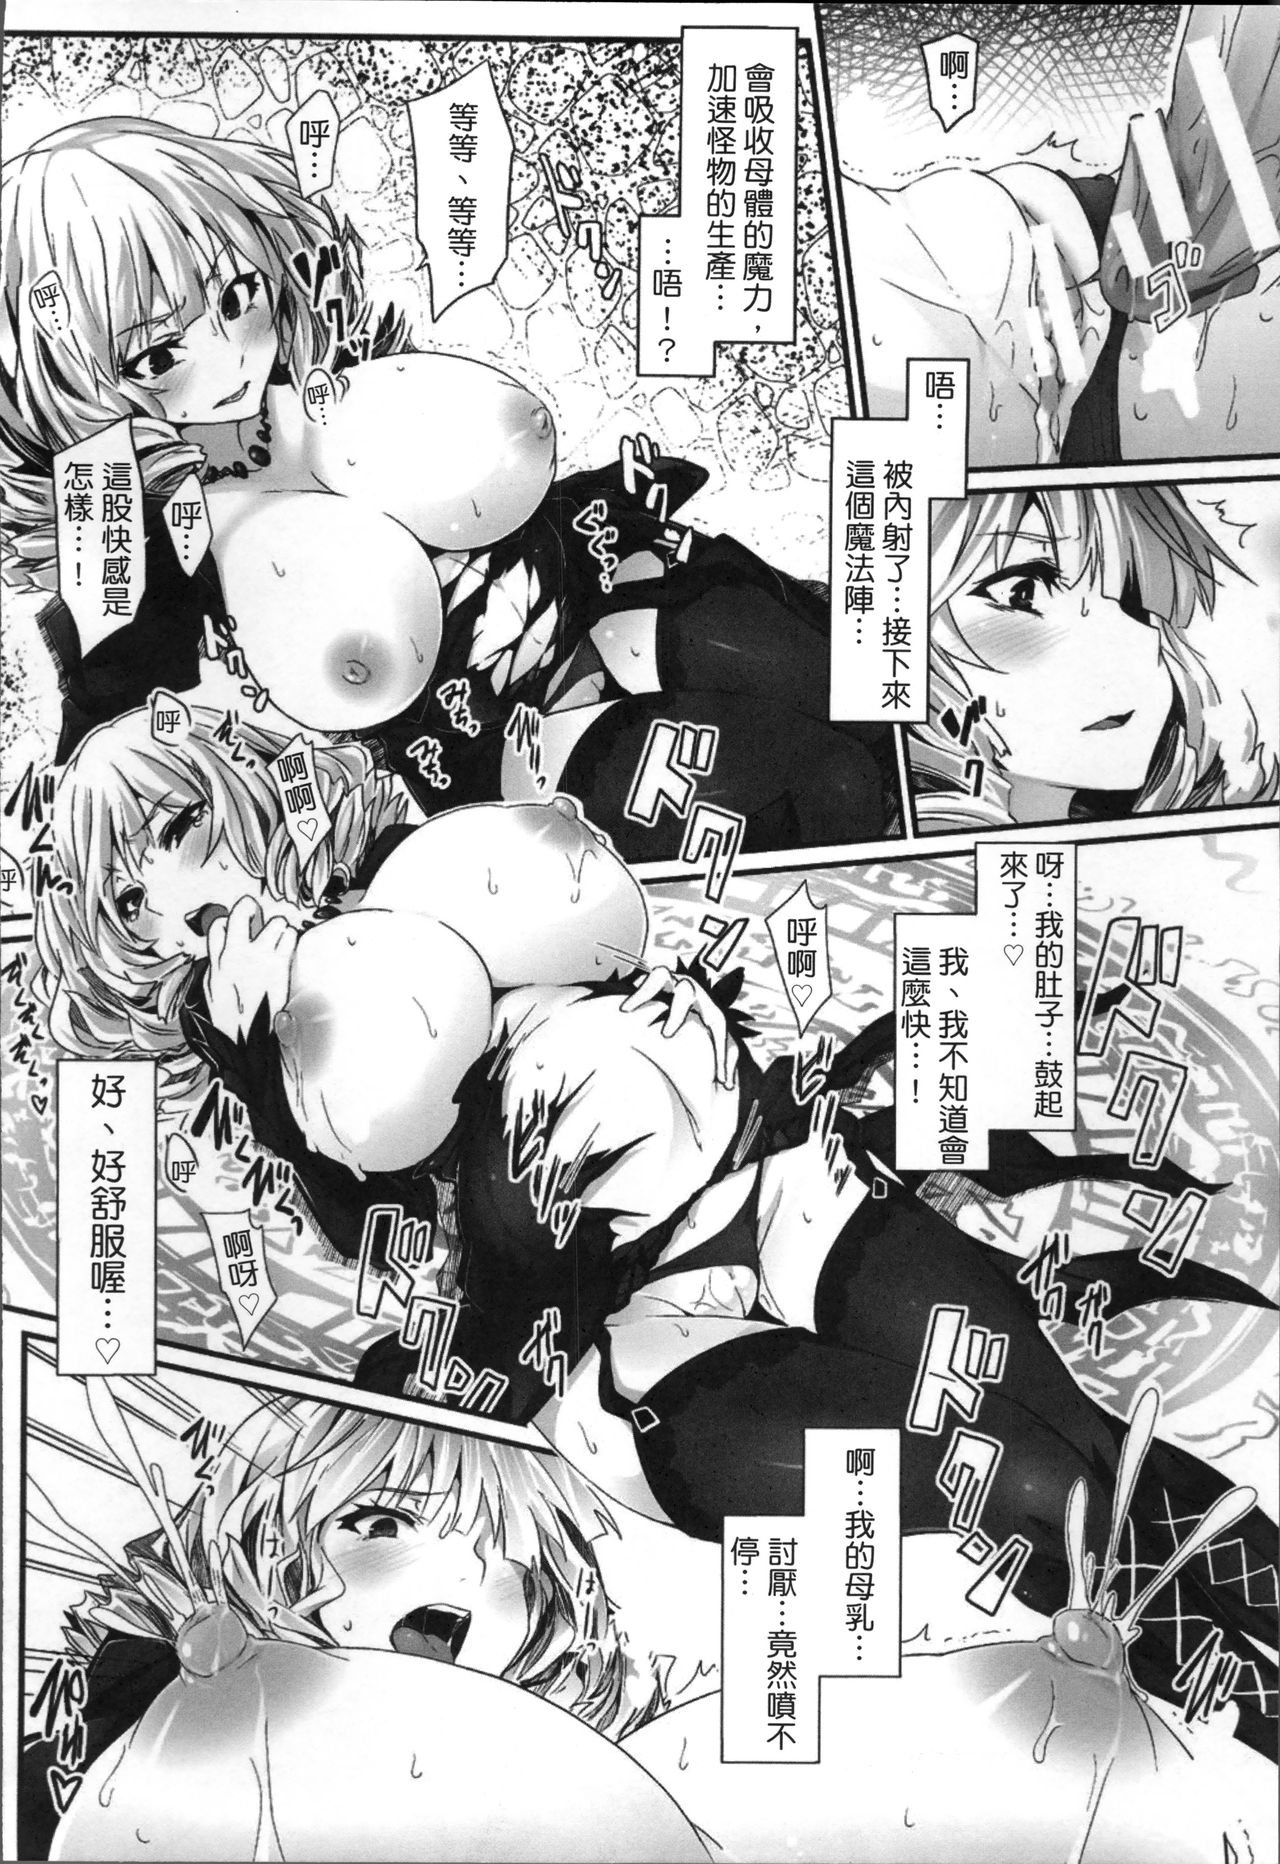 啊…
唔…
被內射了…接下來
這個魔法陣…
會吸收母體的魔力，
加速怪物的生產…
…唔！？
等等、等等…
呼…
呼…
呼…
呼…
這股快感是
怎樣…！
呀…我的肚子…鼓起
來了…♡
我、我不知道會
這麼快…！
呼啊♡
啊啊♡
呼
呼
呼
啊呀♡
好、好舒服喔…♡
啊…我的母乳…
討厭…竟然噴不
停…